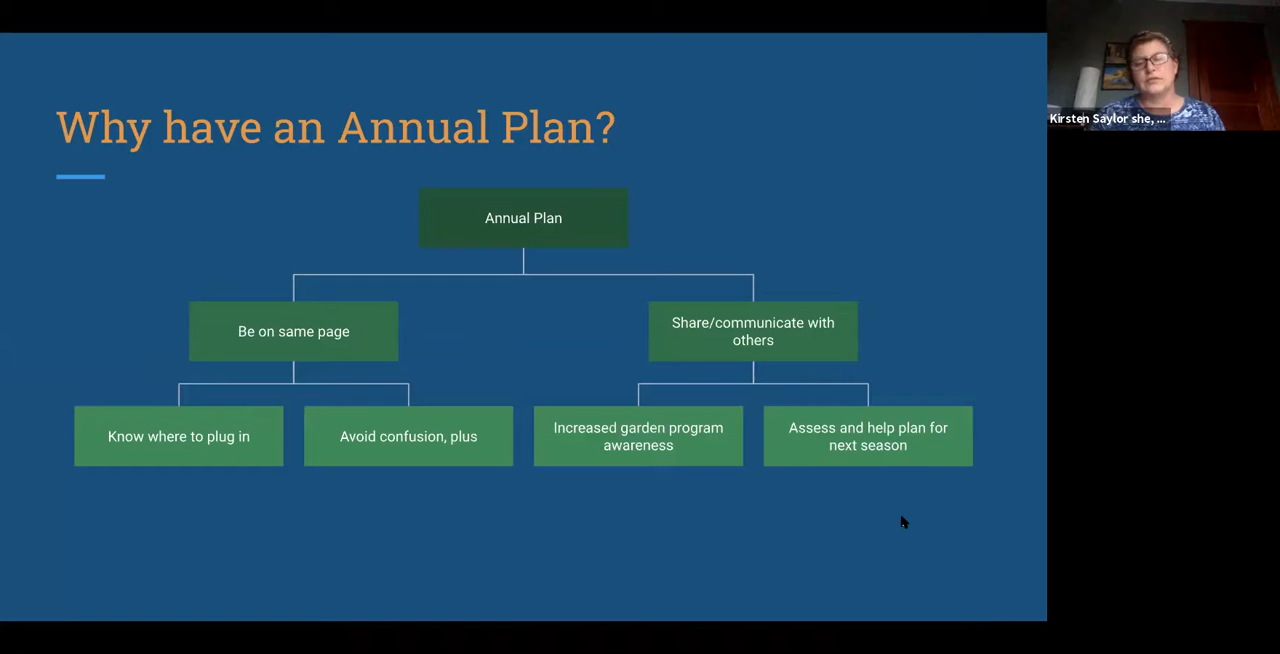 Why have an Annual Plan?
Kirsten Saylor she, ...
Annual Plan
Be on same page
Share/communicate with
others
Know where to plug in
Avoid confusion, plus
Increased garden program
awareness
Assess and help plan for
next season